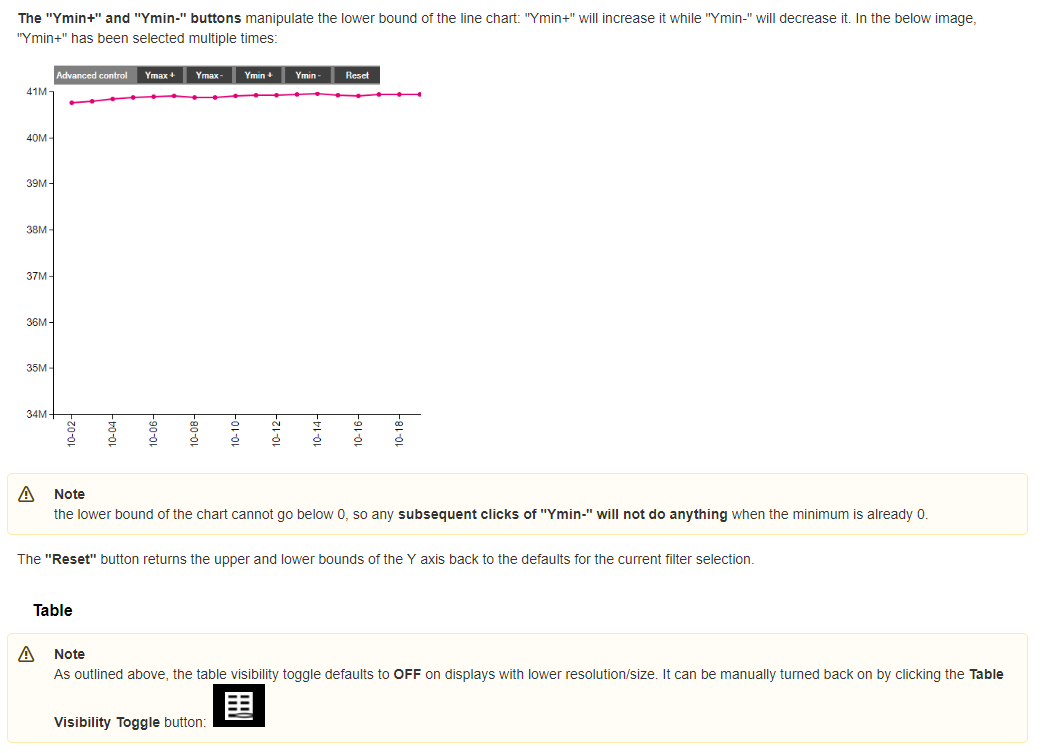 The "Ymin+" and "Ymin-" buttons manipulate the lower bound of the line chart: "Ymin+" will increase it while "Ymin-" will decrease it. In the below image,
"Ymin+" has been selected multiple times:
Advanced control Ymax + Ymax - Ymin + Ymin - Reset
41M
40M
39M
38M
37M
36M
35M
34M
10-02 10-04 10-06 10-08 10-10 10-12 10-14 10-16 10-18
Note
the lower bound of the chart cannot go below 0, so any subsequent clicks of "Ymin-" will not do anything when the minimum is already 0.
The "Reset" button returns the upper and lower bounds of the Y axis back to the defaults for the current filter selection.
Table
Note
As outlined above, the table visibility toggle defaults to OFF on displays with lower resolution/size. It can be manually turned back on by clicking the Table
Visibility Toggle button: